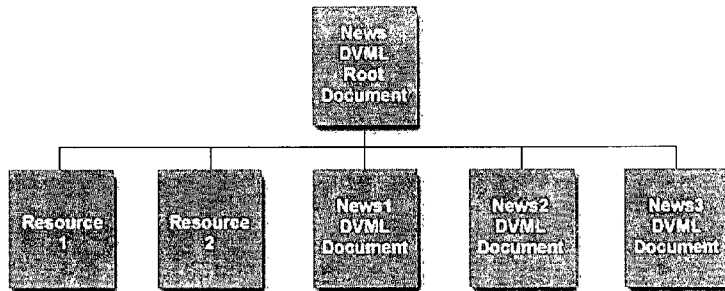 News
DVML
Root
Document
Resource
1
Resource
2
News1
DVML
Document
News2
DVML
Document
News3
DVML
Document